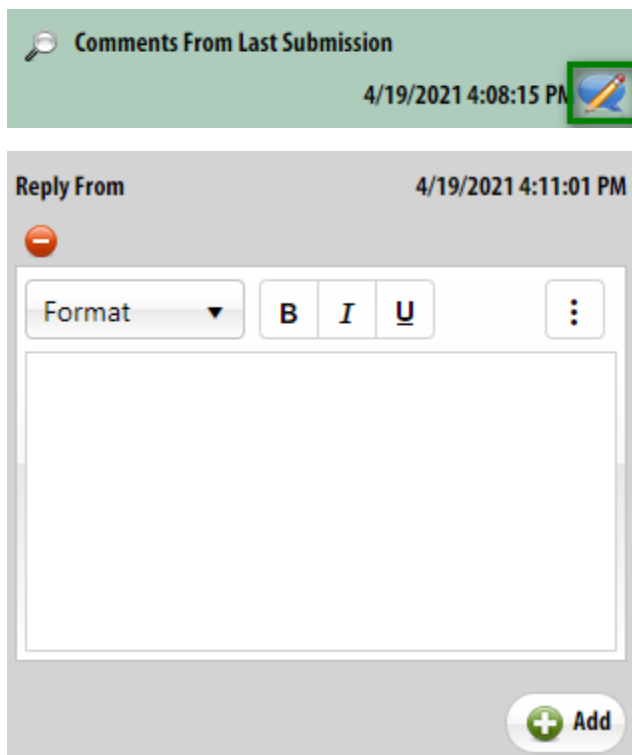 Comments From Last Submission
4/19/2021 4:08:15 PM
Reply From 4/19/2021 4:11:01 PM
Format B I U
Add